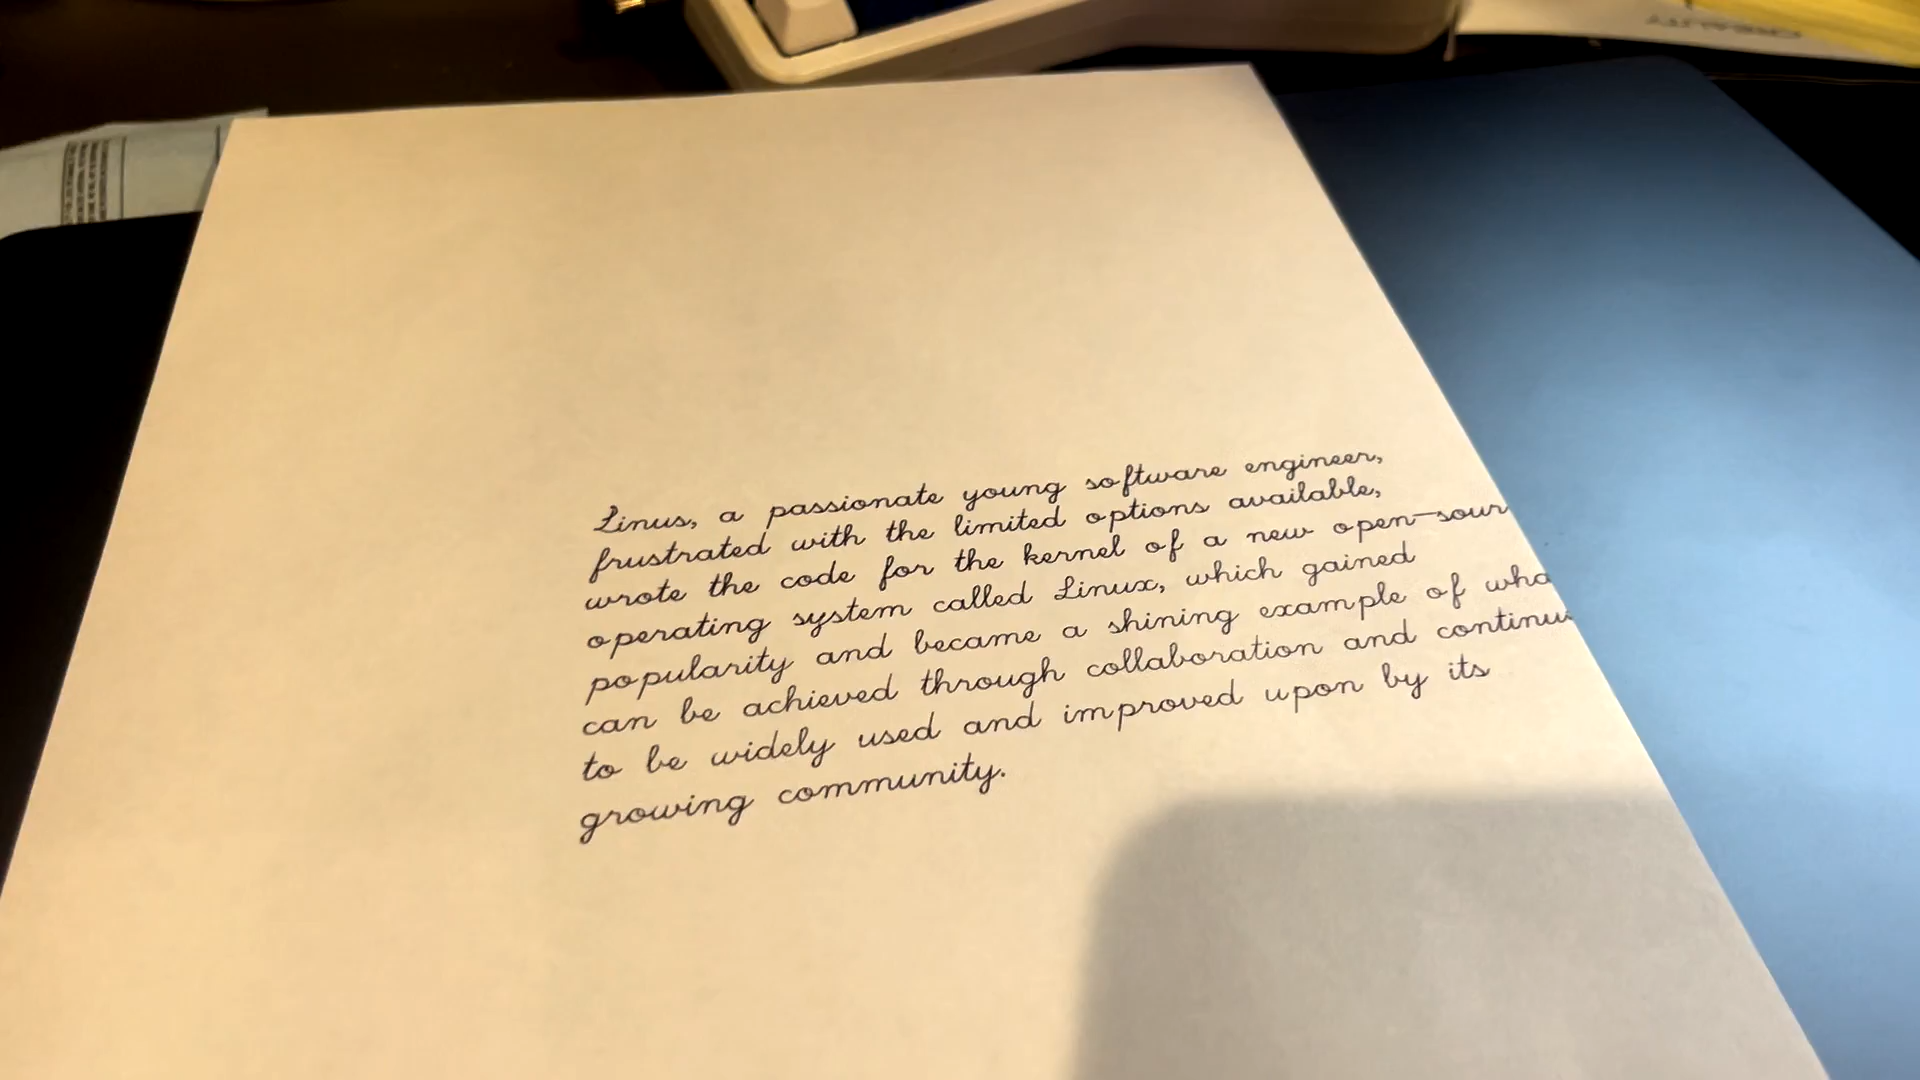 Linus, a passionate young software engineer,
frustrated with the limited options available,
wrote the code for the kernel of a new open-sour
operating system called Linux, which gained
popularity and became a shining example of wha
can be achieved through collaboration and continu
to be widely used and improved upon by its
growing community.
CREALITY